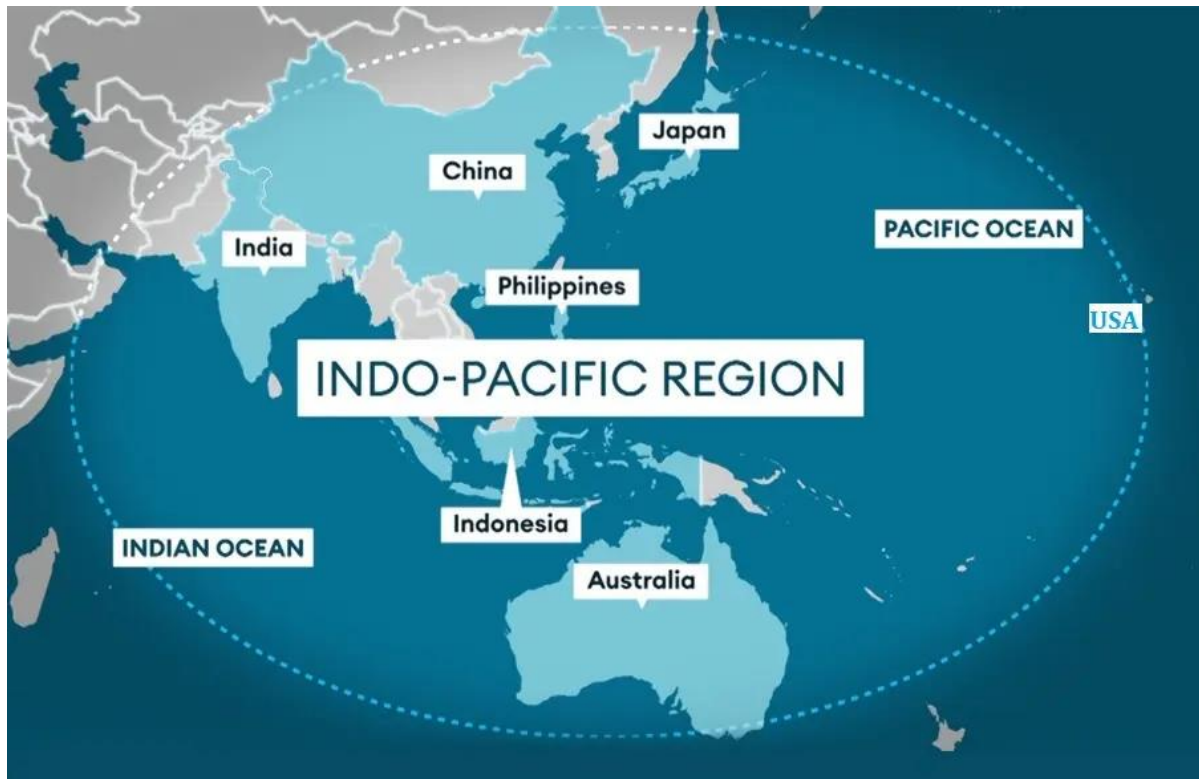 Japan
China
PACIFIC OCEAN
India
Philippines
USA
INDO-PACIFIC REGION
Indonesia
INDIAN OCEAN
Australia